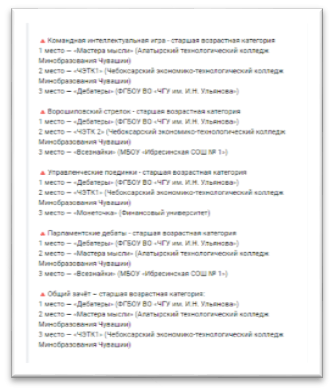 🔺 Командная интеллектуальная игра - старшая возрастная категория
1 место — «Мастера мысли» (Алатырский технологический колледж
Минобразования Чувашии)
2 место — «ЧЭТК1» (Чебоксарский экономико-технологический колледж
Минобразования Чувашии)
3 место — «Дебатеры» (ФГБОУ ВО «ЧГУ им. И.Н. Ульянова»)
🔺 Ворошиловский стрелок - старшая возрастная категория
1 место — «Дебатеры» (ФГБОУ ВО «ЧГУ им. И.Н. Ульянова»)
2 место — «ЧЭТК 2» (Чебоксарский экономико-технологический колледж
Минобразования Чувашии)
3 место — «Всезнайки» (МБОУ «Ибресинская СОШ № 1»)
🔺 Управленческие поединки - старшая возрастная категория
1 место — «Дебатеры» (ФГБОУ ВО «ЧГУ им. И.Н. Ульянова»)
2 место — «ЧЭТК1» (Чебоксарский экономико-технологический колледж
Минобразования Чувашии)
3 место — «Монеточка» (Финансовый университет)
🔺 Парламентские дебаты - старшая возрастная категория
1 место — «Дебатеры» (ФГБОУ ВО «ЧГУ им. И.Н. Ульянова»)
2 место — «Мастера мысли» (Алатырский технологический колледж
Минобразования Чувашии)
3 место — «Всезнайки» (МБОУ «Ибресинская СОШ № 1»)
🔺 Общий зачёт – старшая возрастная категория:
1 место — «Дебатеры» (ФГБОУ ВО «ЧГУ им. И.Н. Ульянова»)
2 место — «Мастера мысли» (Алатырский технологический колледж
Минобразования Чувашии)
3 место — «ЧЭТК1» (Чебоксарский экономико-технологический колледж
Минобразования Чувашии)